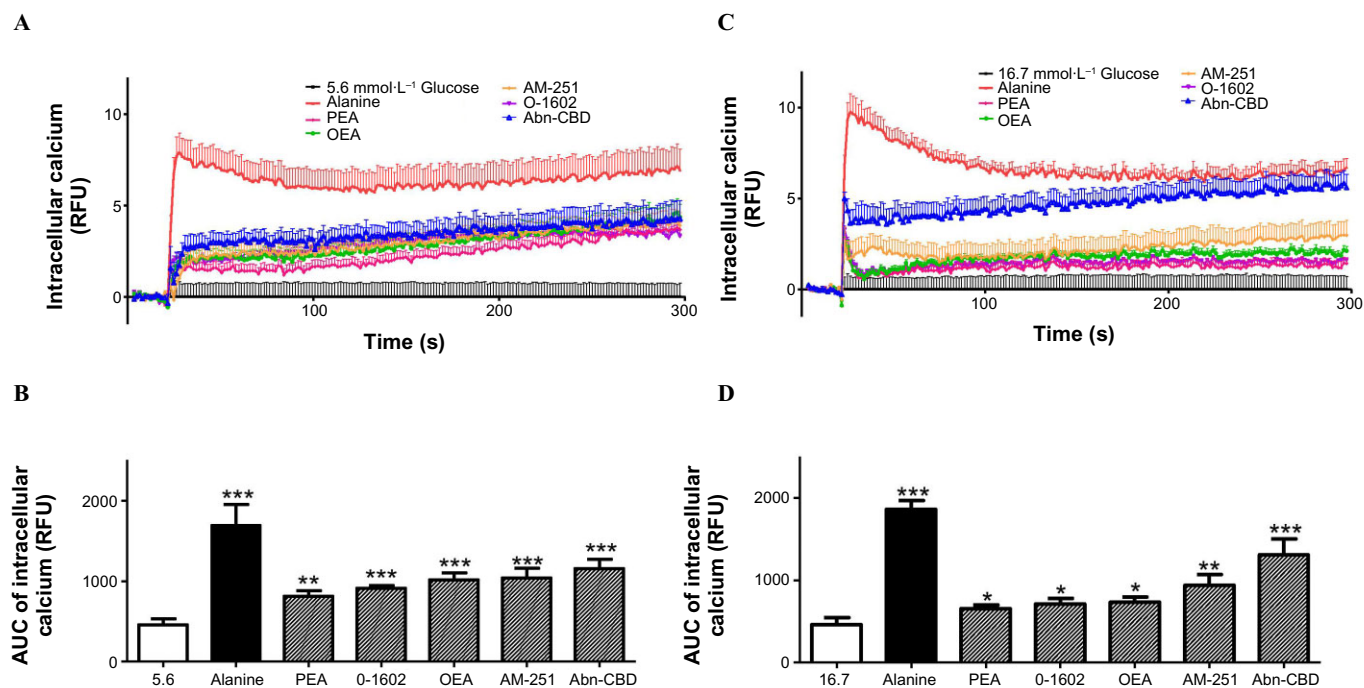 A
Intracellular calcium
(RFU)
10
5
0
5.6 mmol·L⁻¹ Glucose
Alanine
PEA
OEA
AM-251
O-1602
Abn-CBD
100
200
300
Time (s)
C
Intracellular calcium
(RFU)
10
5
0
16.7 mmol·L⁻¹ Glucose
Alanine
PEA
OEA
AM-251
O-1602
Abn-CBD
100
200
300
Time (s)
B
AUC of intracellular
calcium (RFU)
2000
1000
0
***
**
***
***
***
***
5.6
Alanine
PEA
0-1602
OEA
AM-251
Abn-CBD
D
AUC of intracellular
calcium (RFU)
2000
1000
0
***
*
*
*
**
***
16.7
Alanine
PEA
0-1602
OEA
AM-251
Abn-CBD